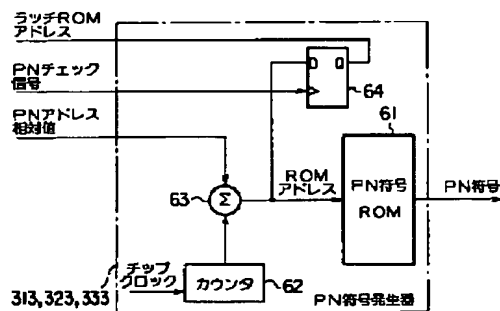 ラッチROM
アドレス
PNチェック
信号
PNアドレス
相対値
D Q
64
61
63
Σ
ROM
アドレス
PN符号
ROM
PN符号
チップ
クロック
カウンタ
62
313,323,333
PN符号発生器